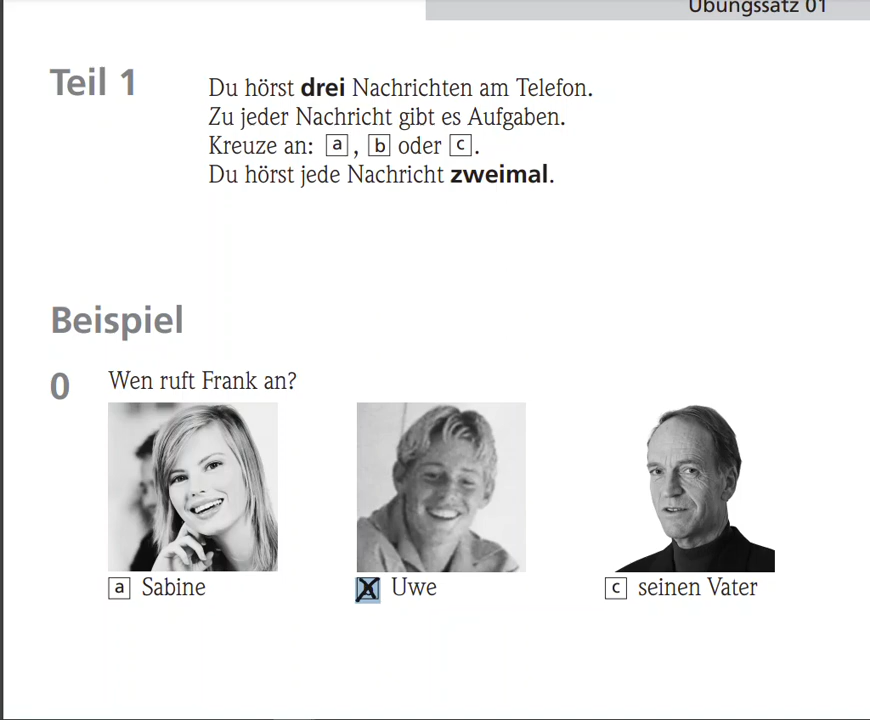 Übungssatz 01
Teil 1
Du hörst drei Nachrichten am Telefon.
Zu jeder Nachricht gibt es Aufgaben.
Kreuze an: a , b oder c .
Du hörst jede Nachricht zweimal.
Beispiel
0 Wen ruft Frank an?
a Sabine
X Uwe
c seinen Vater